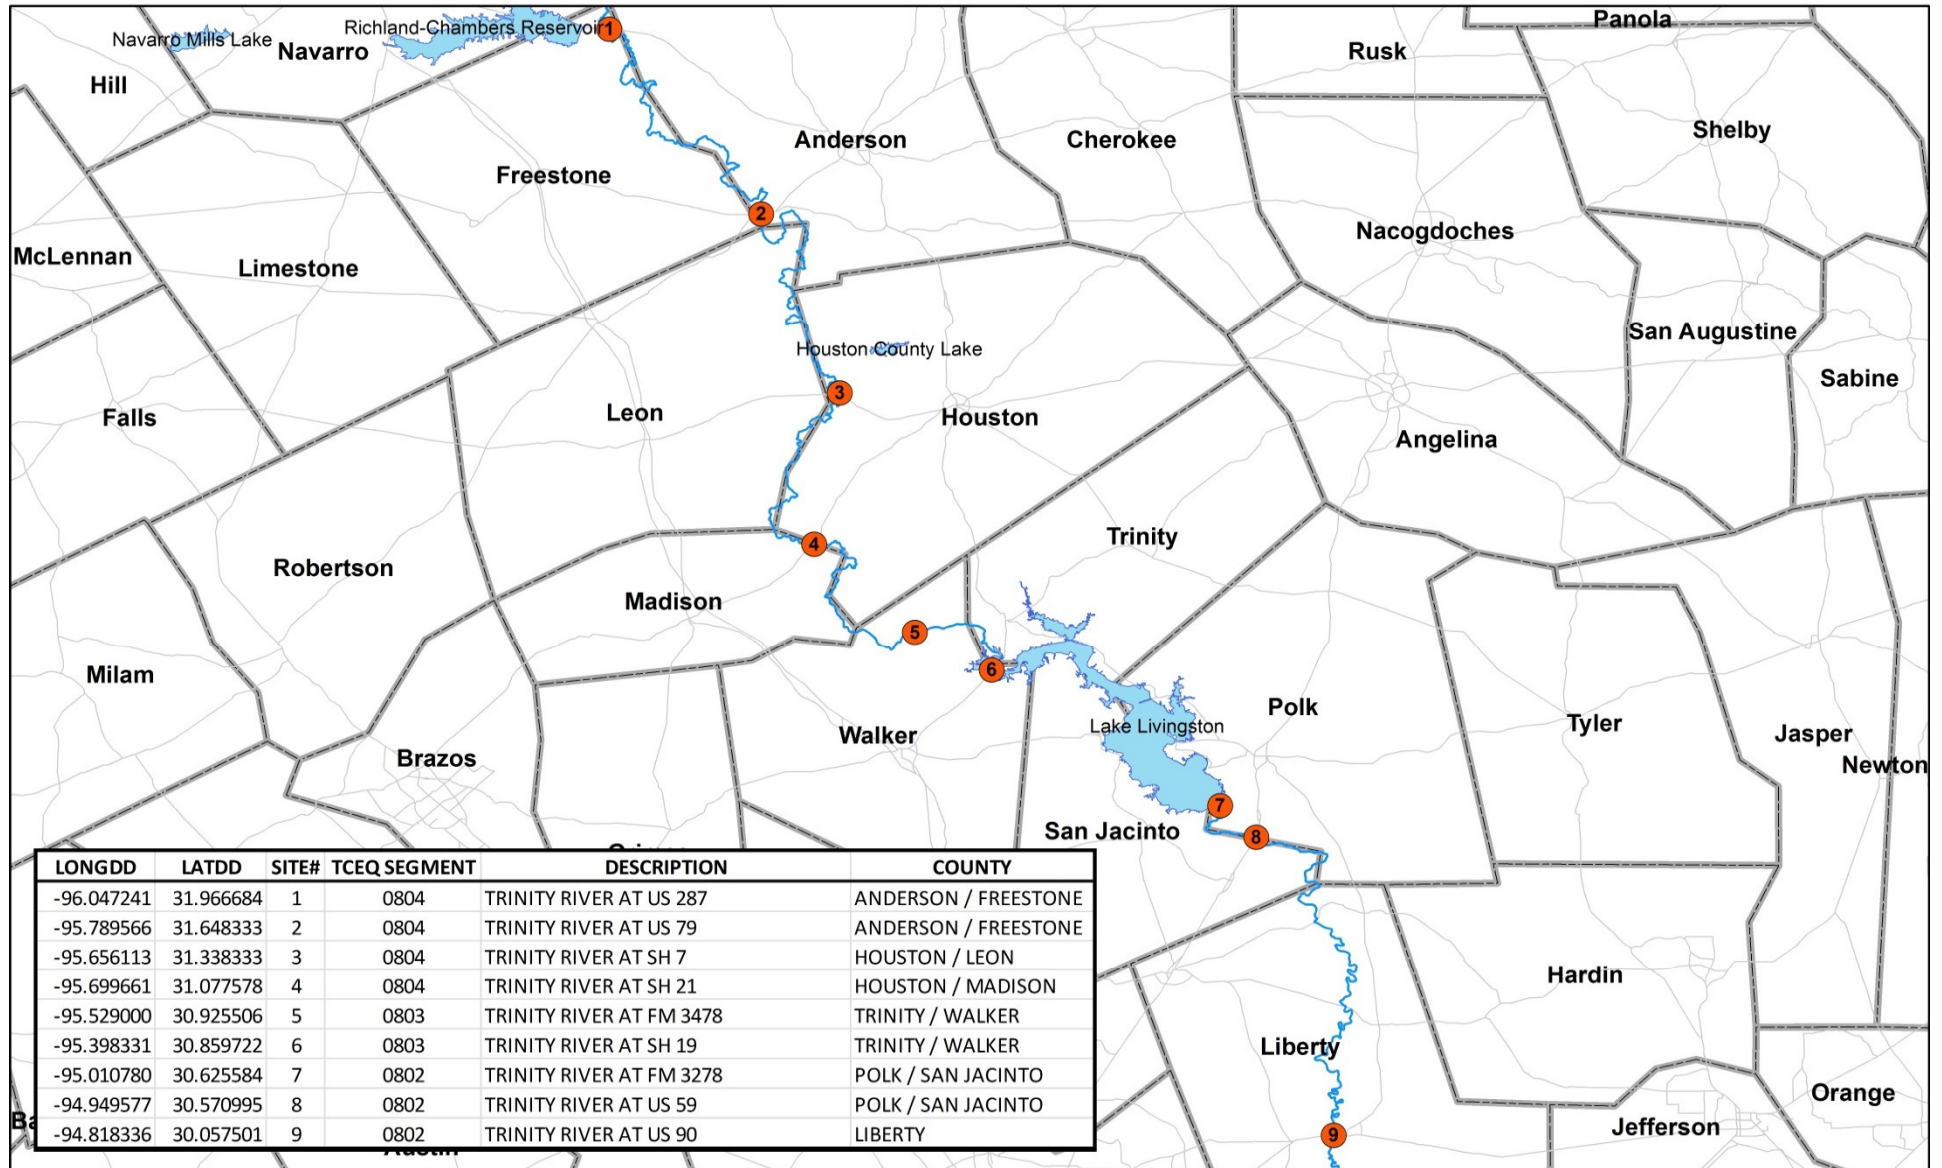 Panola
Richland-Chambers Reservoir
1
Navarro Mills Lake
Navarro
Rusk
Hill
Shelby
Anderson
Cherokee
Freestone
2
Nacogdoches
McLennan
Limestone
San Augustine
Houston County Lake
Sabine
3
Leon
Houston
Falls
Angelina
Trinity
4
Robertson
Madison
5
Milam
6
Polk
Lake Livingston
Tyler
Walker
Jasper
Brazos
Newton
7
San Jacinto
8
LONGDD LATDD SITE# TCEQ SEGMENT DESCRIPTION COUNTY
-96.047241 31.966684 1 0804 TRINITY RIVER AT US 287 ANDERSON / FREESTONE
-95.789566 31.648333 2 0804 TRINITY RIVER AT US 79 ANDERSON / FREESTONE
-95.656113 31.338333 3 0804 TRINITY RIVER AT SH 7 HOUSTON / LEON
-95.699661 31.077578 4 0804 TRINITY RIVER AT SH 21 HOUSTON / MADISON
-95.529000 30.925506 5 0803 TRINITY RIVER AT FM 3478 TRINITY / WALKER
-95.398331 30.859722 6 0803 TRINITY RIVER AT SH 19 TRINITY / WALKER
-95.010780 30.625584 7 0802 TRINITY RIVER AT FM 3278 POLK / SAN JACINTO
-94.949577 30.570995 8 0802 TRINITY RIVER AT US 59 POLK / SAN JACINTO
-94.818336 30.057501 9 0802 TRINITY RIVER AT US 90 LIBERTY
Hardin
Liberty
Orange
Jefferson
9
Austin